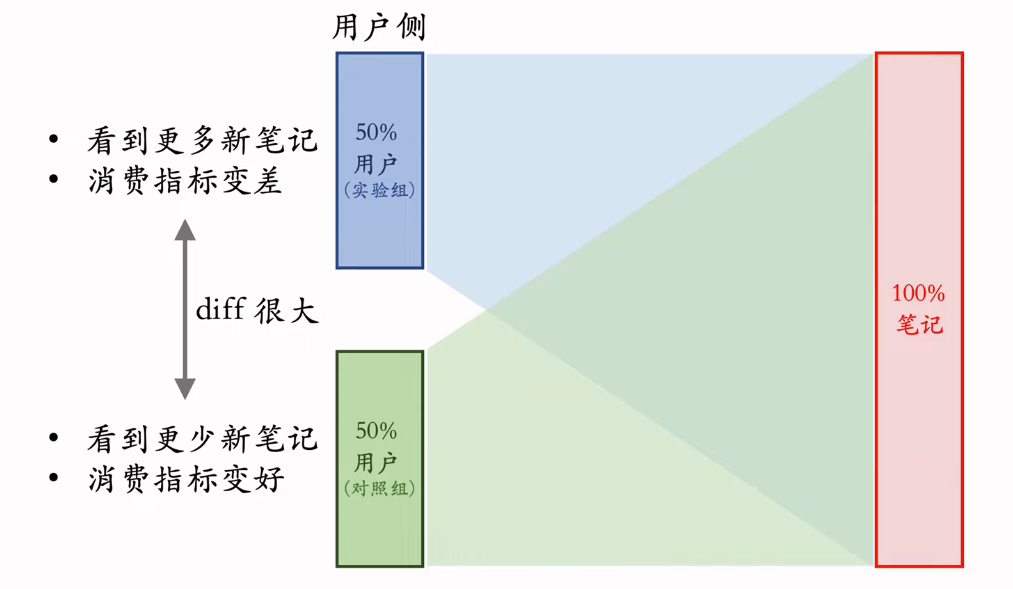 用户侧
• 看到更多新笔记
• 消费指标变差
diff 很大
• 看到更少新笔记
• 消费指标变好
50%
用户
(实验组)
50%
用户
(对照组)
100%
笔记